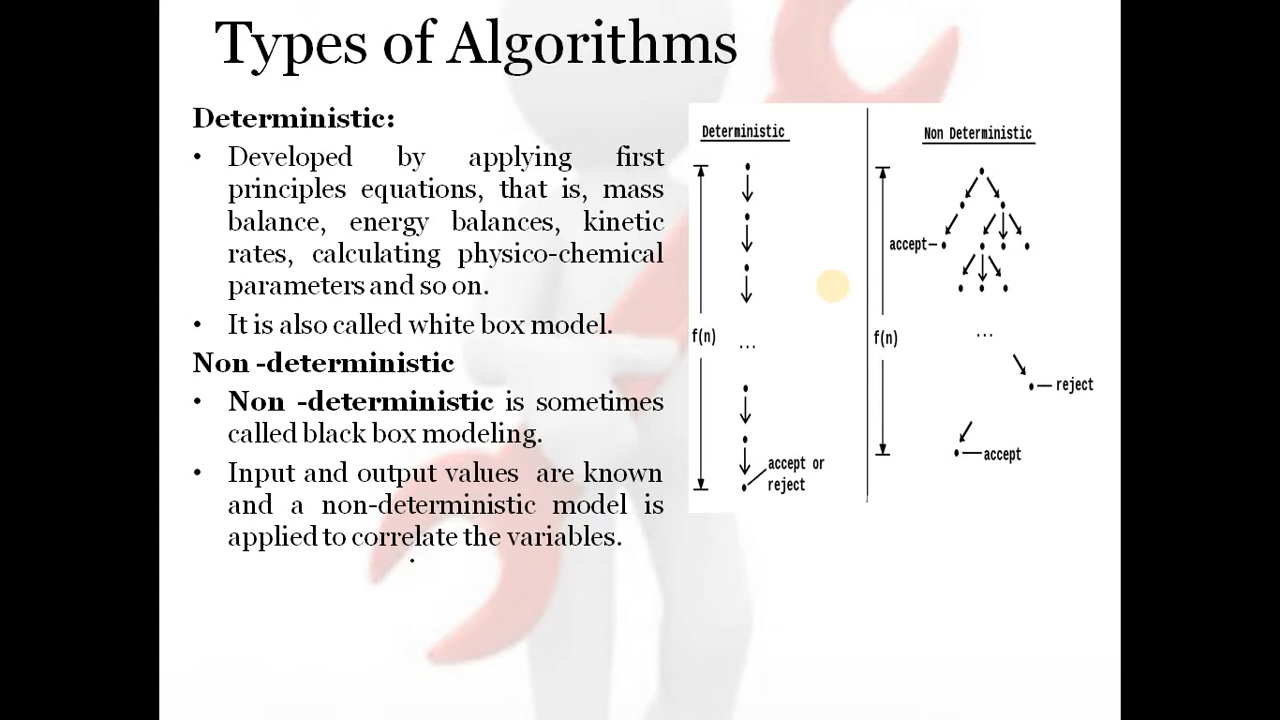 Types of Algorithms
Deterministic:
• Developed by applying first
principles equations, that is, mass
balance, energy balances, kinetic
rates, calculating physico-chemical
parameters and so on.
• It is also called white box model.
Non -deterministic
• Non -deterministic is sometimes
called black box modeling.
• Input and output values are known
and a non-deterministic model is
applied to correlate the variables.
Deterministic
f(n)
...
accept or
reject
Non Deterministic
accept
f(n)
...
reject
accept